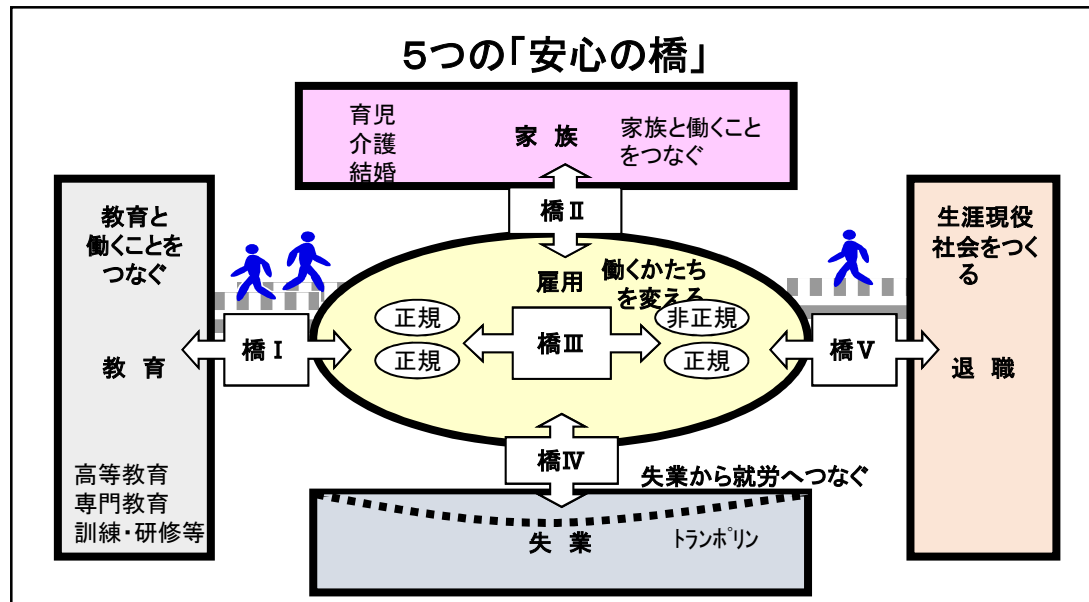 5つの「安心の橋」
育児
介護
結婚
家 族
家族と働くこと
をつなぐ
橋Ⅱ
教育と
働くことを
つなぐ
教 育
高等教育
専門教育
訓練・研修等
橋Ⅰ
雇用
働くかたち
を変える
正規
正規
橋Ⅲ
非正規
正規
橋Ⅴ
生涯現役
社会をつく
る
退 職
橋Ⅳ
失業から就労へつなぐ
失 業
トランポリン